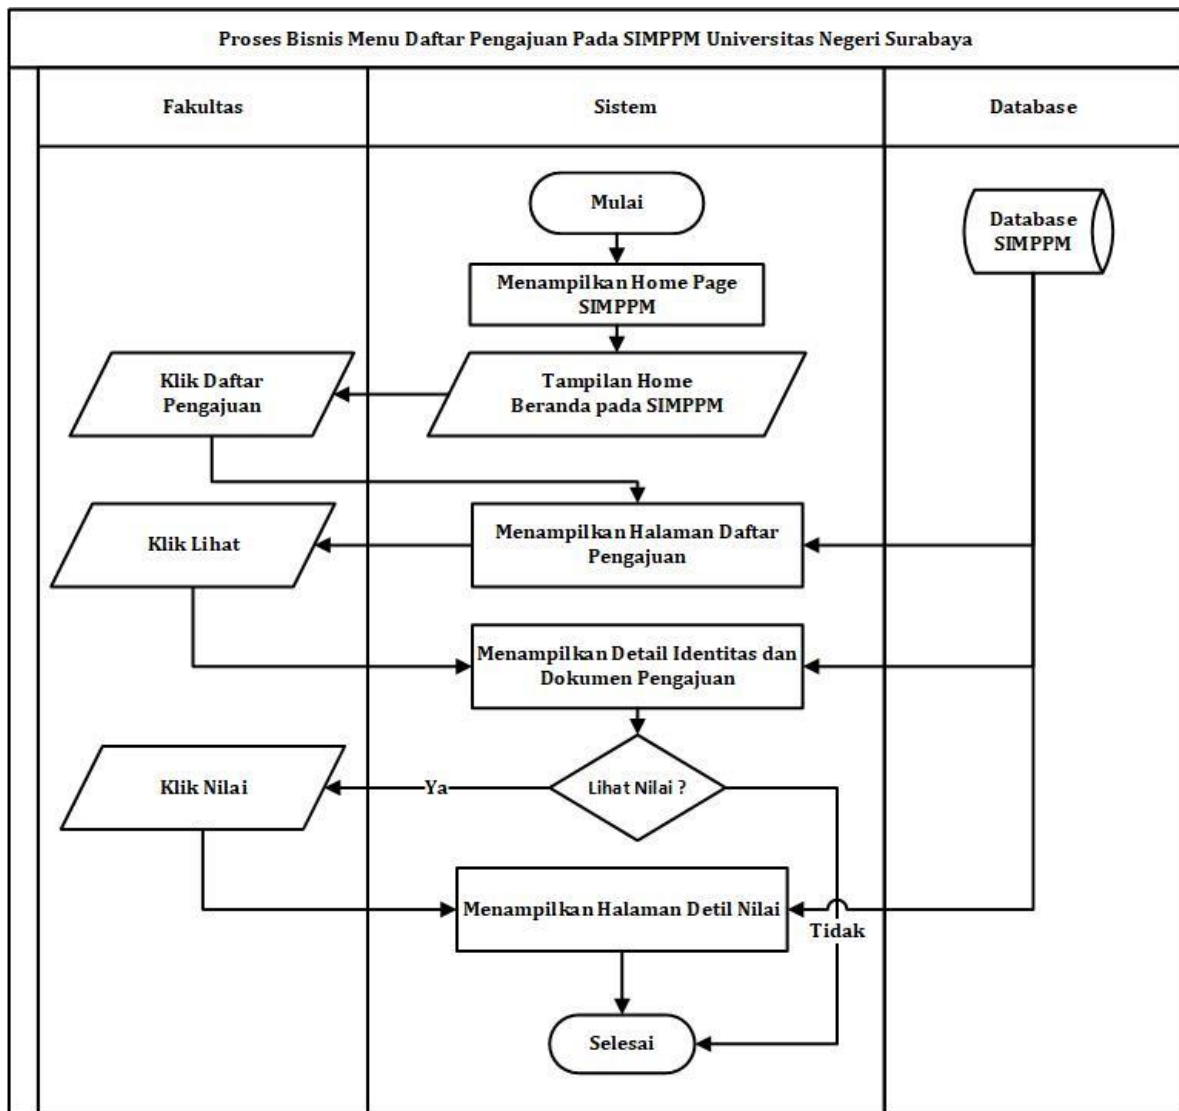 Proses Bisnis Menu Daftar Pengajuan Pada SIMPPM Universitas Negeri Surabaya
Fakultas
Sistem
Database
Mulai
Database
SIMPPM
Menampilkan Home Page
SIMPPM
Klik Daftar
Pengajuan
Tampilan Home
Beranda pada SIMPPM
Klik Lihat
Menampilkan Halaman Daftar
Pengajuan
Menampilkan Detail Identitas dan
Dokumen Pengajuan
Klik Nilai
Ya
Lihat Nilai ?
Menampilkan Halaman Detil Nilai
Tidak
Selesai